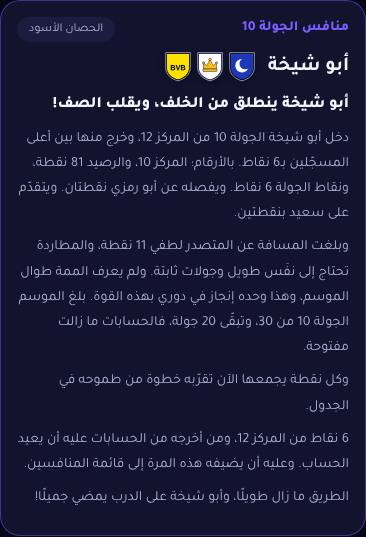 منافس الجولة 10
الحصان الأسود
أبو شيخة
BVB
أبو شيخة ينطلق من الخلف، ويقلب الصف!
دخل أبو شيخة الجولة 10 من المركز 12، وخرج منها بين أعلى
المسجّلين بـ6 نقاط. بالأرقام: المركز 10، والرصيد 81 نقطة،
ونقاط الجولة 6 نقاط. ويفصله عن أبو رمزي نقطتان. ويتقدّم
على سعيد بنقطتين.
وبلغت المسافة عن المتصدر لطفي 11 نقطة، والمطاردة
تحتاج إلى نفَس طويل وجولات ثابتة. ولم يعرف الممة طوال
الموسم، وهذا وحده إنجاز في دوري بهذه القوة. بلغ الموسم
الجولة 10 من 30، وتبقّى 20 جولة، فالحسابات ما زالت
مفتوحة.
وكل نقطة يجمعها الآن تقرّبه خطوة من طموحه في
الجدول.
6 نقاط من المركز 12، ومن أخرجه من الحسابات عليه أن يعيد
الحساب. وعليه أن يضيفه هذه المرة إلى قائمة المنافسين.
الطريق ما زال طويلًا، وأبو شيخة على الدرب يمضي جميلًا!